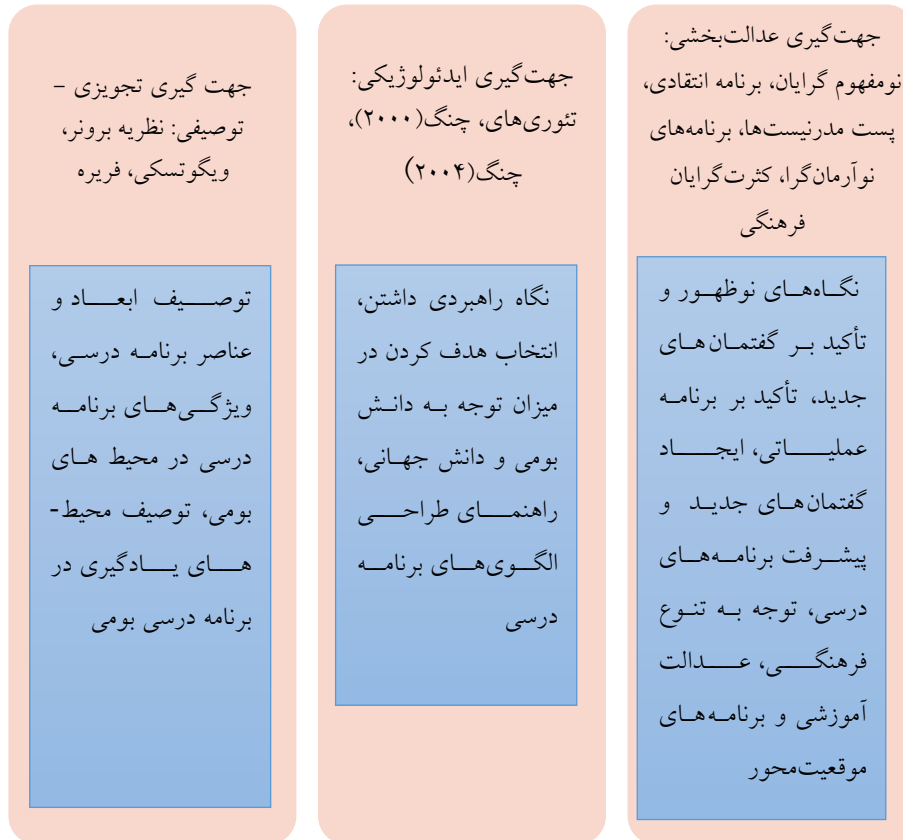 جهت‌گیری عدالت‌بخشی:
نومفهوم گرایان، برنامه انتقادی،
پست مدرنیست‌ها، برنامه‌های
نوآرمان‌گرا، کثرت‌گرایان
فرهنگی
نگاه‌های نوظهور و
تأکید بر گفتمان‌های
جدید، تأکید بر برنامه
عملیاتی، ایجاد
گفتمان‌های جدید و
پیشرفت برنامه‌های
درسی، توجه به تنوع
فرهنگی، عدالت
آموزشی و برنامه‌های
موقعیت‌محور
جهت‌گیری ایدئولوژیکی:
تئوری‌های، چنگ(۲۰۰۰)،
چنگ(۲۰۰۴)
نگاه راهبردی داشتن،
انتخاب هدف کردن در
میزان توجه به دانش
بومی و دانش جهانی،
راهنمای طراحی
الگوی‌های برنامه
درسی
جهت گیری تجویزی –
توصیفی: نظریه برونر،
ویگوتسکی، فریره
توصیف ابعاد و
عناصر برنامه درسی،
ویژگی‌های برنامه
درسی در محیط های
بومی، توصیف محیط-
های یادگیری در
برنامه درسی بومی